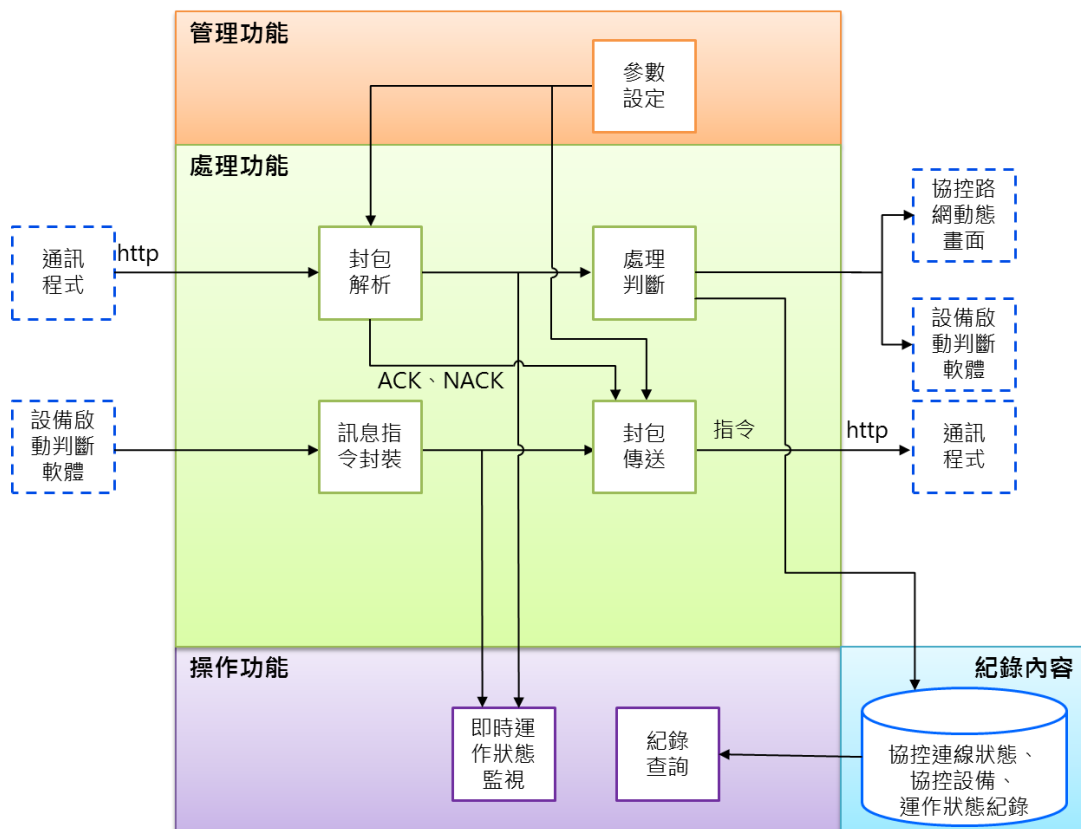 管理功能
參數
設定
處理功能
協控路
網動態
畫面
通訊
程式
http
封包
解析
處理
判斷
設備啟
動判斷
軟體
ACK、NACK
設備啟
動判斷
軟體
訊息指
令封裝
封包
傳送
指令
http
通訊
程式
操作功能
紀錄內容
即時運
作狀態
監視
紀錄
查詢
協控連線狀態、
協控設備、
運作狀態紀錄